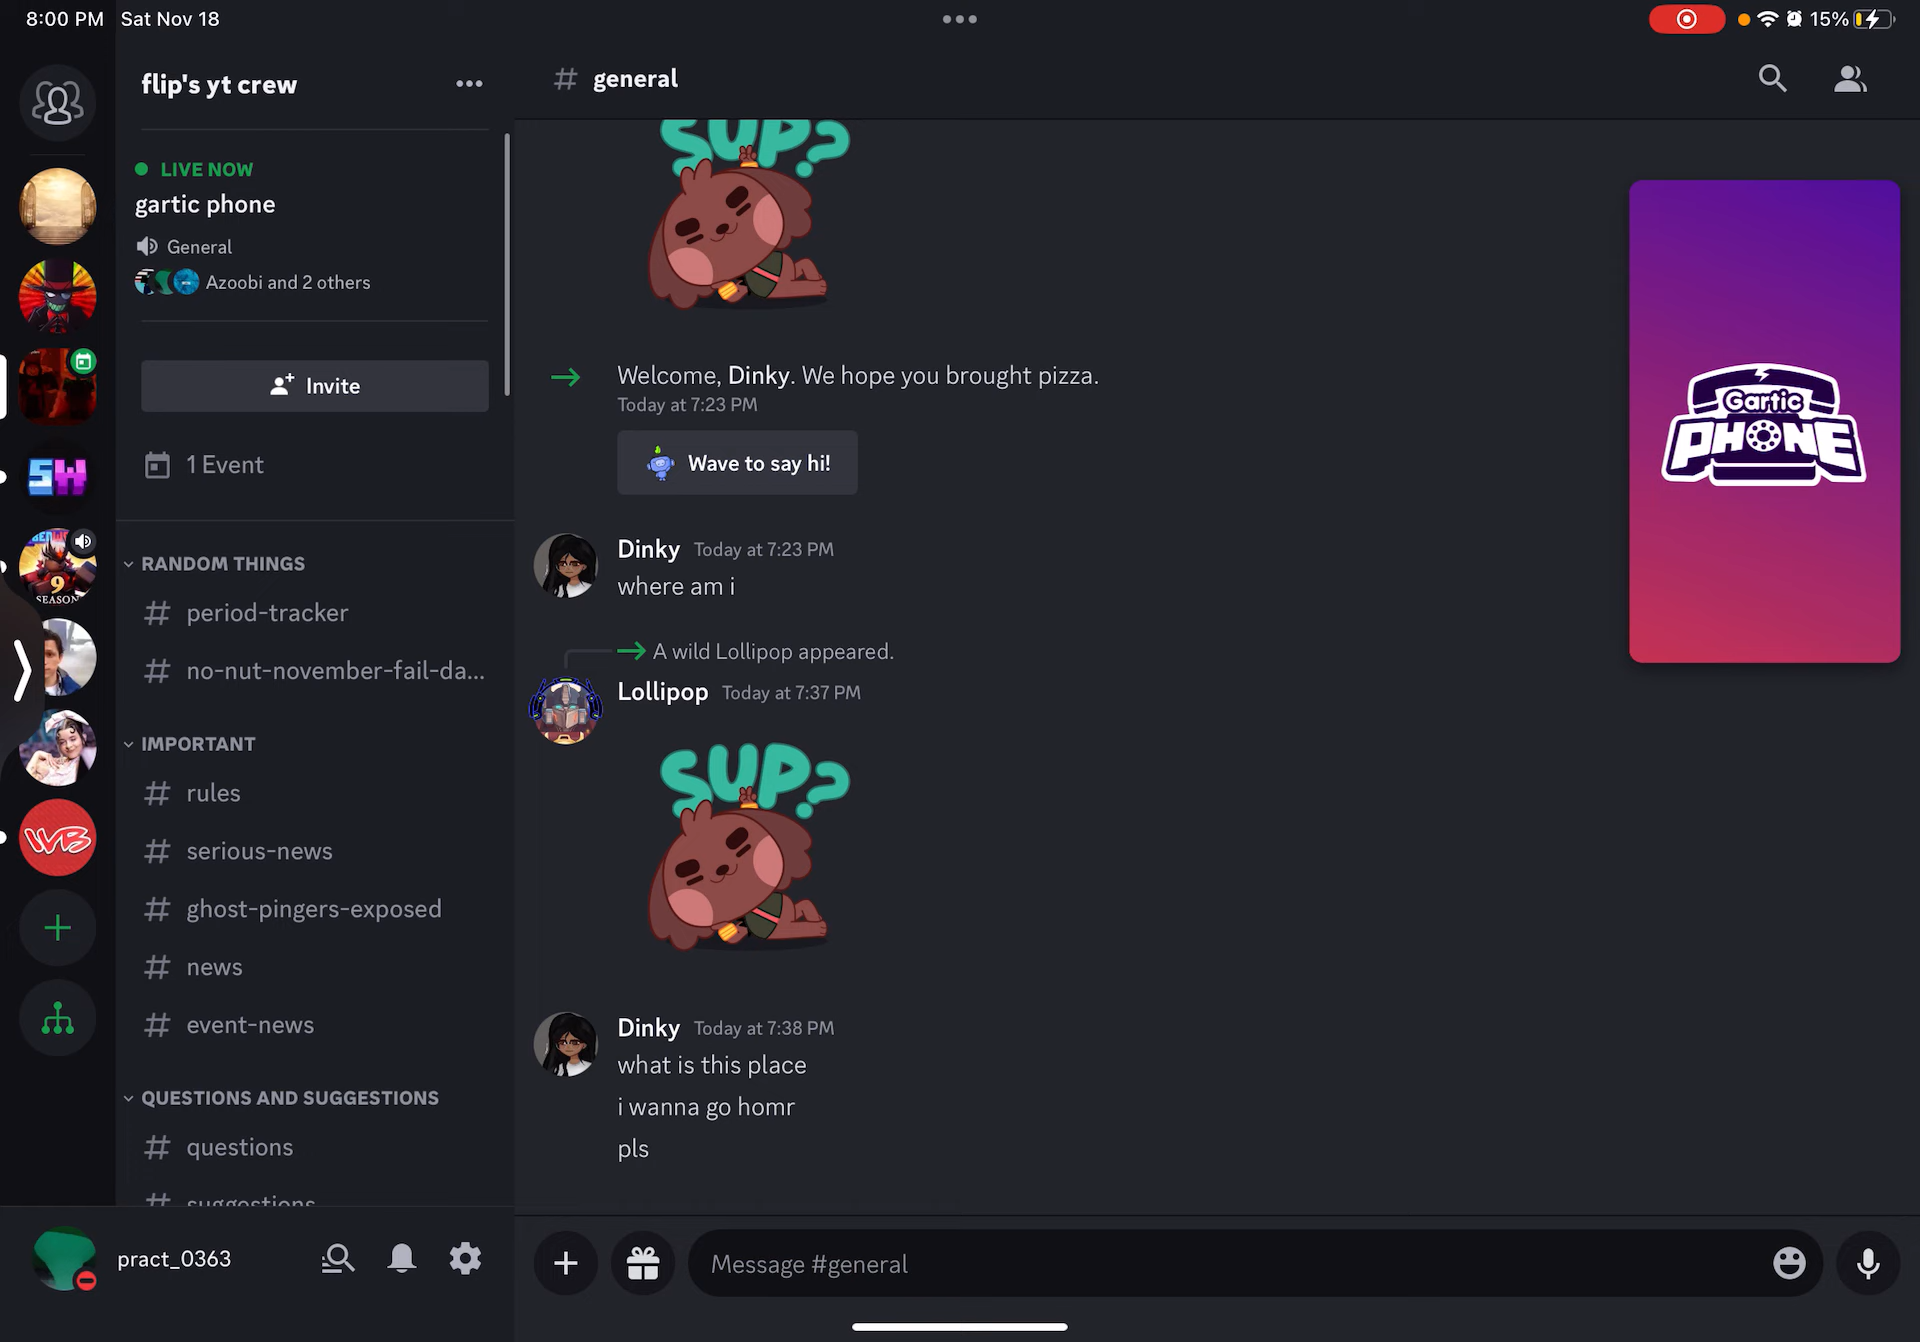 8:00 PM Sat Nov 18
15%
flip's yt crew
LIVE NOW
gartic phone
General
Azoobi and 2 others
Invite
1 Event
RANDOM THINGS
period-tracker
no-nut-november-fail-da...
IMPORTANT
rules
serious-news
ghost-pingers-exposed
news
event-news
QUESTIONS AND SUGGESTIONS
questions
suggestions
pract_0363
SW
9
SEASON
WB
# general
SUP?
Welcome, Dinky. We hope you brought pizza.
Today at 7:23 PM
Wave to say hi!
Dinky Today at 7:23 PM
where am i
A wild Lollipop appeared.
Lollipop Today at 7:37 PM
SUP?
Dinky Today at 7:38 PM
what is this place
i wanna go homr
pls
Message #general
Gartic
PHONE